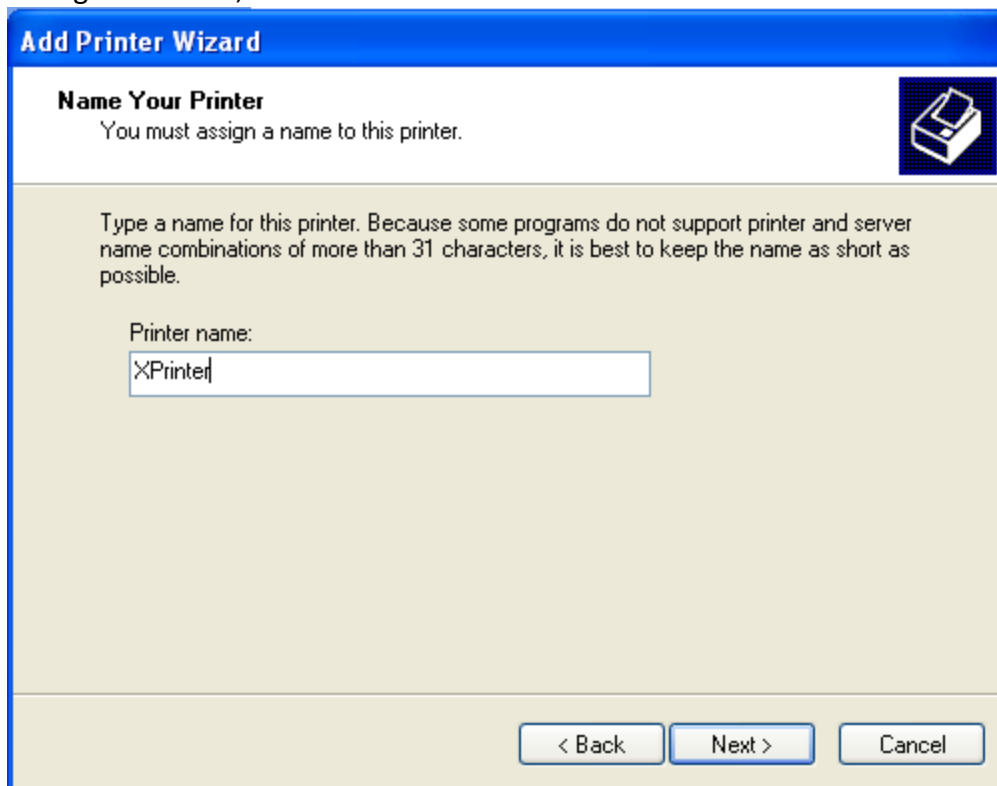 Add Printer Wizard
Name Your Printer
You must assign a name to this printer.
Type a name for this printer. Because some programs do not support printer and server
name combinations of more than 31 characters, it is best to keep the name as short as
possible.
Printer name:
XPrinter
< Back Next > Cancel